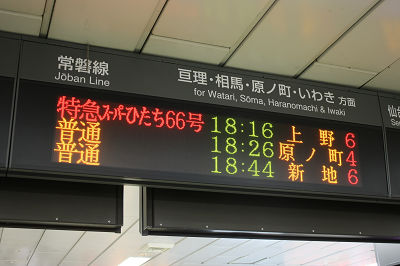 常磐線
Jōban Line
亘理・相馬・原ノ町・いわき 方面
for Watari, Sōma, Haranomachi & Iwaki
仙台
特急スーパーひたち66号 18:16 上野 6
普通 18:26 原ノ町 4
普通 18:44 新地 6